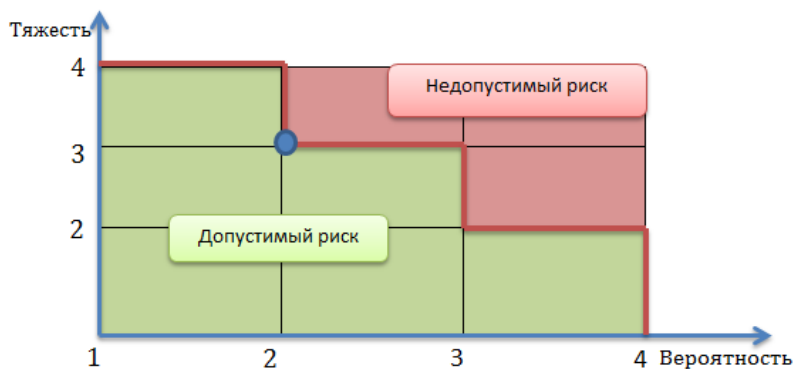 Тяжесть
4
Недопустимый риск
3
2
Допустимый риск
1 2 3 4 Вероятность